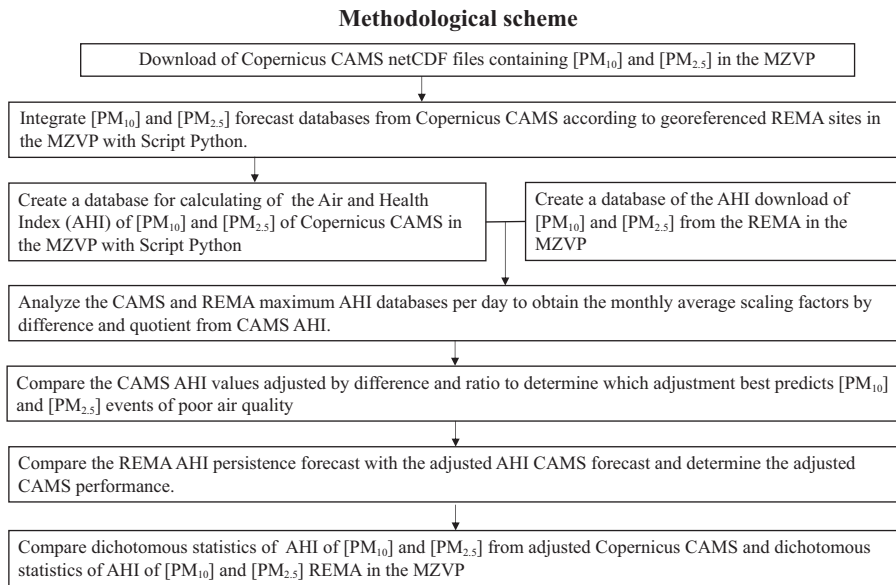 Methodological scheme
Download of Copernicus CAMS netCDF files containing [PM₁₀] and [PM₂.₅] in the MZVP
Integrate [PM₁₀] and [PM₂.₅] forecast databases from Copernicus CAMS according to georeferenced REMA sites in
the MZVP with Script Python.
Create a database for calculating of the Air and Health
Index (AHI) of [PM₁₀] and [PM₂.₅] of Copernicus CAMS in
the MZVP with Script Python
Create a database of the AHI download of
[PM₁₀] and [PM₂.₅] from the REMA in the
MZVP
Analyze the CAMS and REMA maximum AHI databases per day to obtain the monthly average scaling factors by
difference and quotient from CAMS AHI.
Compare the CAMS AHI values adjusted by difference and ratio to determine which adjustment best predicts [PM₁₀]
and [PM₂.₅] events of poor air quality
Compare the REMA AHI persistence forecast with the adjusted AHI CAMS forecast and determine the adjusted
CAMS performance.
Compare dichotomous statistics of AHI of [PM₁₀] and [PM₂.₅] from adjusted Copernicus CAMS and dichotomous
statistics of AHI of [PM₁₀] and [PM₂.₅] REMA in the MZVP